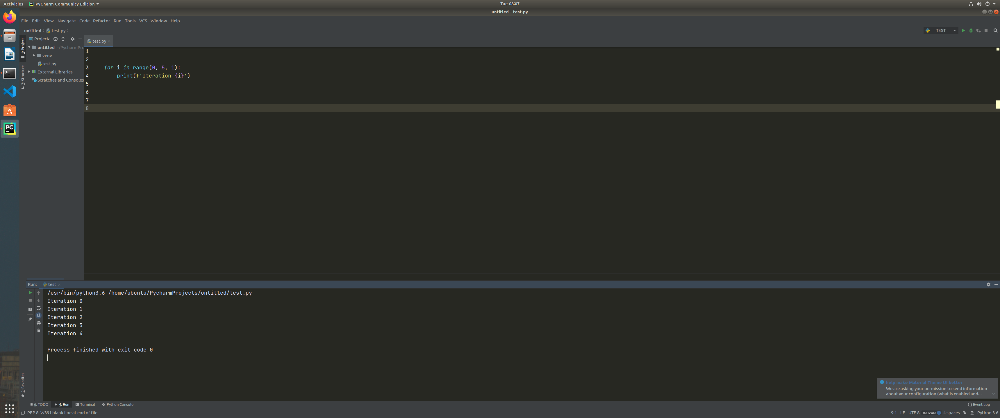 Activities PyCharm Community Edition Tue 08:07
untitled – test.py
File Edit View Navigate Code Refactor Run Tools VCS Window Help
untitled test.py TEST
1: Project
Project
test.py
untitled ~/PycharmPro
venv
test.py
External Libraries
Scratches and Consoles
7: Structure
1
2
3 for i in range(0, 5, 1):
4 print(f'Iteration {i}')
5
6
7
8
Run: test
/usr/bin/python3.6 /home/ubuntu/PycharmProjects/untitled/test.py
Iteration 0
Iteration 1
Iteration 2
Iteration 3
Iteration 4
Process finished with exit code 0
2: Favorites
help make Material Theme UI better
We are asking your permission to send information
about your configuration (what is enabled and...
6: TODO 4: Run Terminal Python Console Event Log
PEP 8: W391 blank line at end of file 9:1 LF UTF-8 Darcula 4 spaces Python 3.6